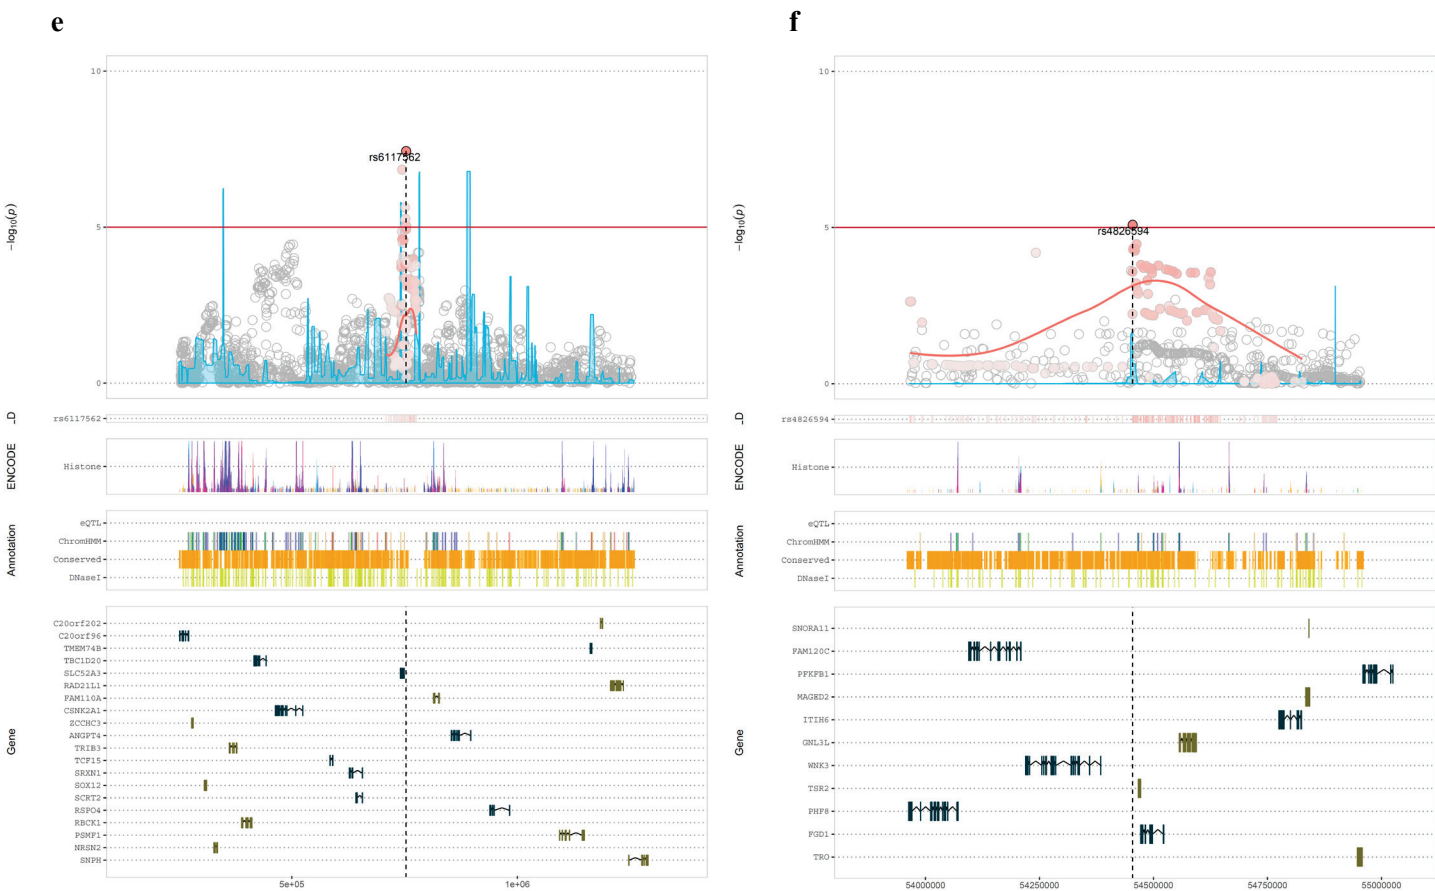 e
10
5
0
−log10(p)
rs6117562
_D
rs6117562
ENCODE
Histone
Annotation
eQTL
ChromHMM
Conserved
DNaseI
Gene
C20orf202
C20orf96
TMEM74B
TBC1D20
SLC52A3
RAD21L1
FAM110A
CSNK2A1
ZCCHC3
ANGPT4
TRIB3
TCF15
SRXN1
SOX12
SCRT2
RSPO4
RBCK1
PSMF1
NRSN2
SNPH
5e+05 1e+06
f
10
5
0
−log10(p)
rs4826594
_D
rs4826594
ENCODE
Histone
Annotation
eQTL
ChromHMM
Conserved
DNaseI
Gene
SNORA11
FAM120C
PFKFB1
MAGED2
ITIH6
GNL3L
WNK3
TSR2
PHF8
FGD1
TRO
54000000 54250000 54500000 54750000 55000000